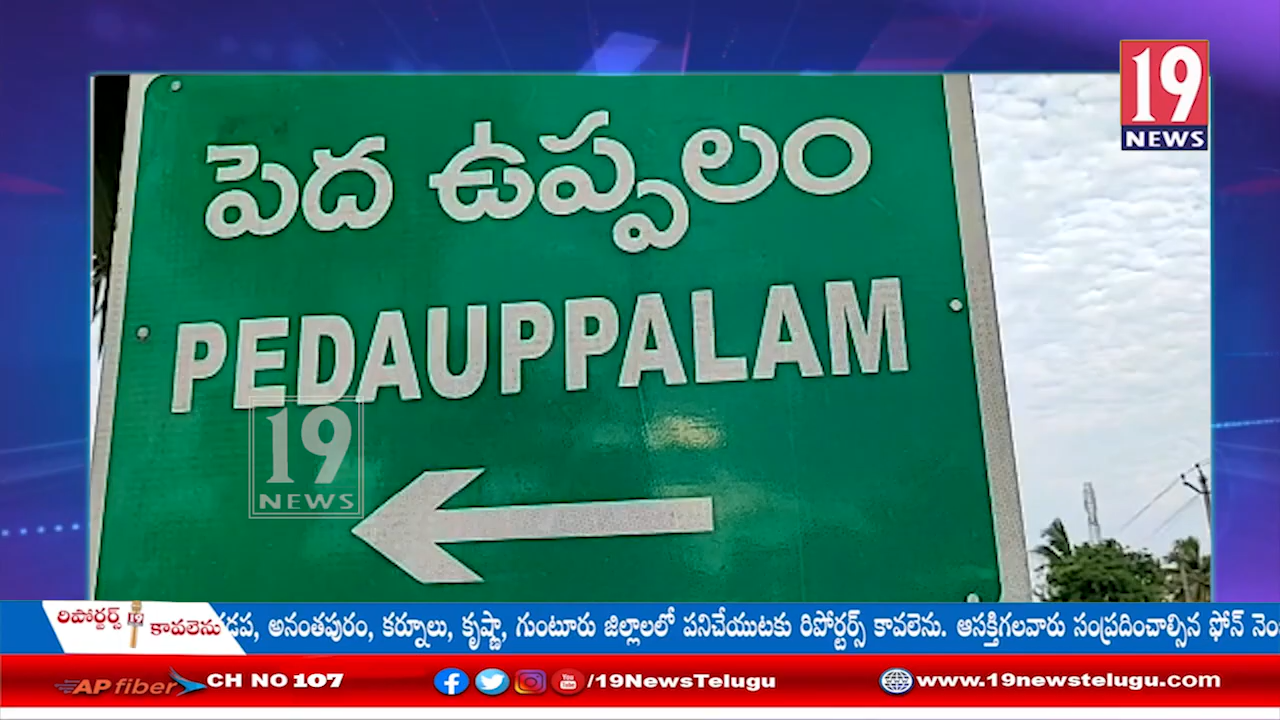 19
NEWS
పెద ఉప్పలం
PEDAUPPALAM
19
NEWS
రిపోర్టర్స్ 19 కావలెను
అనంతపురం, కర్నూలు, కృష్ణా, గుంటూరు జిల్లాలలో పనిచేయుటకు రిపోర్టర్స్ కావలెను. ఆసక్తిగలవారు సంప్రదించాల్సిన ఫోన్
AP fiber CH NO 107 /19NewsTelugu www.19newstelugu.com